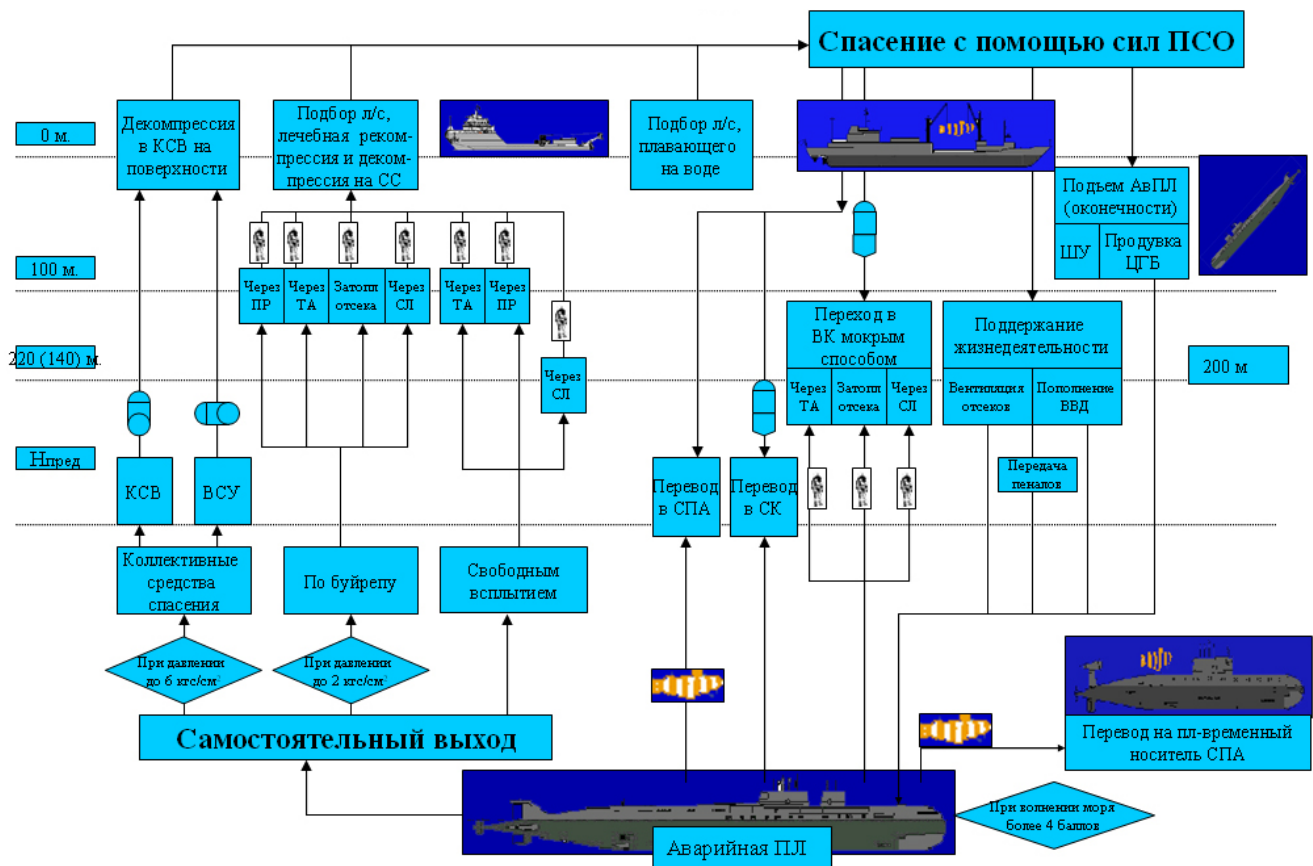 Спасение с помощью сил ПСО
0 м.
Декомпрессия
в КСВ на
поверхности
Подбор л/с,
лечебная реком-
прессия и деком-
прессия на СС
Подбор л/с,
плавающего
на воде
Подъем АвПЛ
(оконечности)
ШУ
Продувка
ЦГБ
100 м.
Через
ПР
Через
ТА
Затопл
отсека
Через
СЛ
Через
ТА
Через
ПР
220 (140) м.
Через
СЛ
Переход в
ВК мокрым
способом
Через
ТА
Затопл
отсека
Через
СЛ
Поддержание
жизнедеятельности
Вентиляция
отсеков
Пополнение
ВВД
200 м
Нпред
КСВ
ВСУ
Перевод
в СПА
Перевод
в СК
Передача
пеналов
Коллективные
средства
спасения
По буйрепу
Свободным
всплытием
При давлении
до 6 кгс/см²
При давлении
до 2 кгс/см²
Самостоятельный выход
Перевод на пл-временный
носитель СПА
При волнении моря
более 4 баллов
Аварийная ПЛ